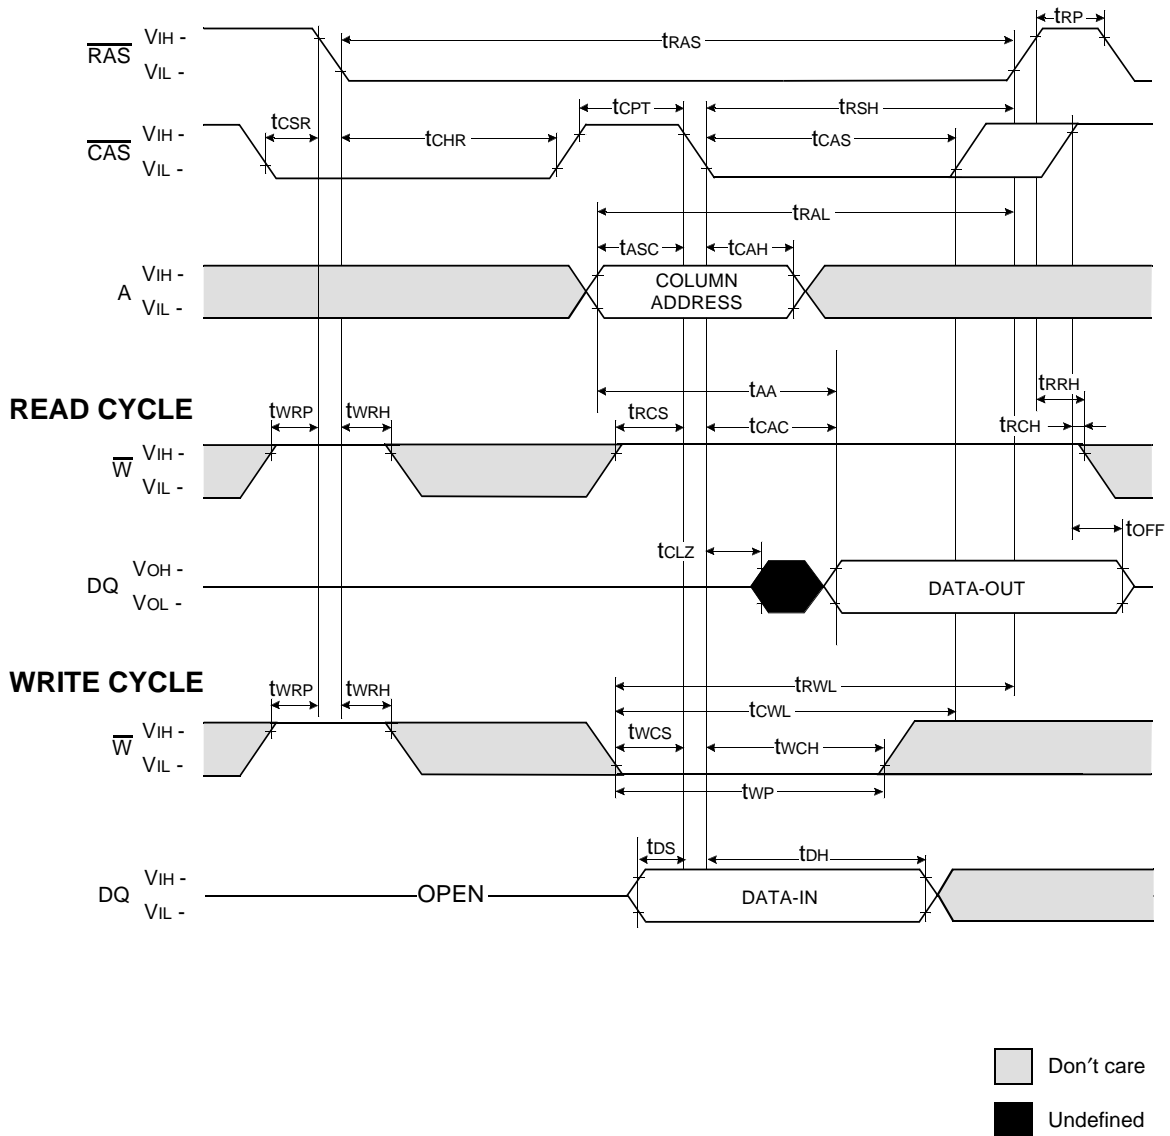 tRP
VIH -
RAS
tRAS
VIL -
tCPT
tRSH
tCSR
VIH -
tCHR
tCAS
CAS
VIL -
tRAL
tASC
tCAH
VIH -
A
COLUMN
ADDRESS
VIL -
tAA
tRRH
READ CYCLE
tWRP
tWRH
tRCS
tCAC
tRCH
VIH -
W
VIL -
tOFF
tCLZ
VOH -
DQ
DATA-OUT
VOL -
WRITE CYCLE
tWRP
tWRH
tRWL
tCWL
VIH -
W
tWCS
tWCH
VIL -
tWP
tDS
tDH
VIH -
DQ
OPEN
DATA-IN
VIL -
Don′t care
Undefined